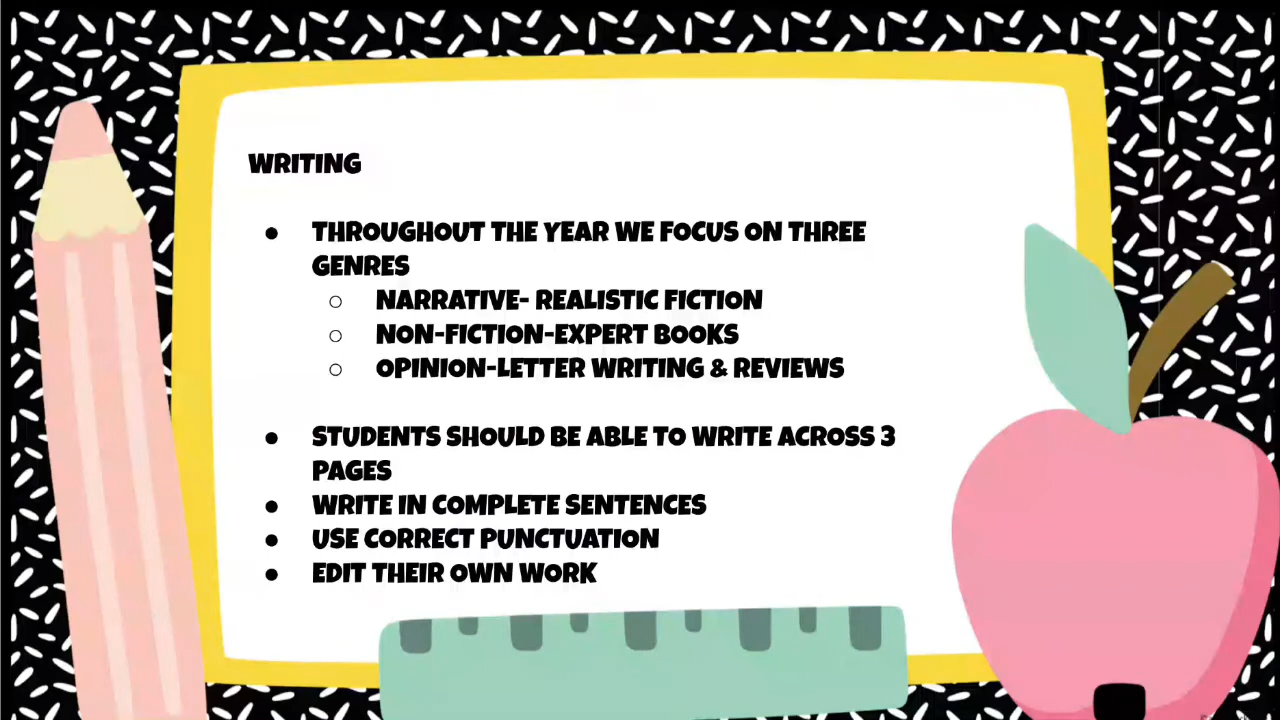 WRITING
● THROUGHOUT THE YEAR WE FOCUS ON THREE
GENRES
○ NARRATIVE- REALISTIC FICTION
○ NON-FICTION-EXPERT BOOKS
○ OPINION-LETTER WRITING & REVIEWS
● STUDENTS SHOULD BE ABLE TO WRITE ACROSS 3
PAGES
● WRITE IN COMPLETE SENTENCES
● USE CORRECT PUNCTUATION
● EDIT THEIR OWN WORK